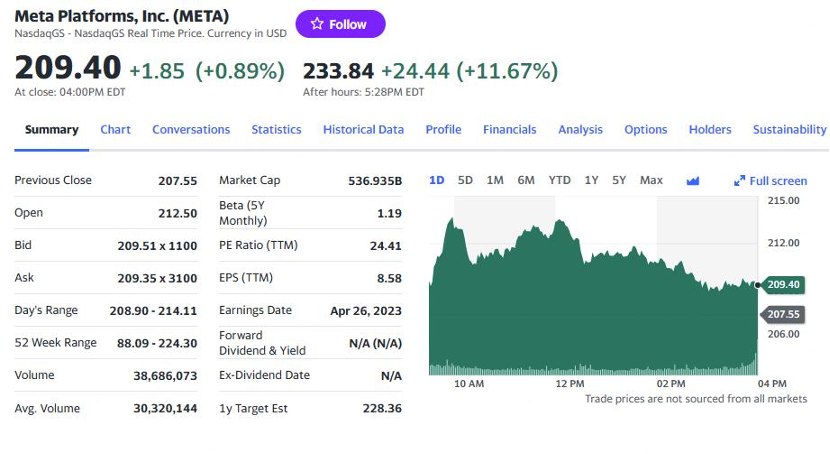 Meta Platforms, Inc. (META)
Follow
NasdaqGS - NasdaqGS Real Time Price. Currency in USD
209.40 +1.85 (+0.89%) 233.84 +24.44 (+11.67%)
At close: 04:00PM EDT After hours: 5:28PM EDT
Summary Chart Conversations Statistics Historical Data Profile Financials Analysis Options Holders Sustainability
Previous Close 207.55
Open 212.50
Bid 209.51 x 1100
Ask 209.35 x 3100
Day's Range 208.90 - 214.11
52 Week Range 88.09 - 224.30
Volume 38,686,073
Avg. Volume 30,320,144
Market Cap 536.935B
Beta (5Y
Monthly) 1.19
PE Ratio (TTM) 24.41
EPS (TTM) 8.58
Earnings Date Apr 26, 2023
Forward
Dividend & Yield N/A (N/A)
Ex-Dividend Date N/A
1y Target Est 228.36
1D 5D 1M 6M YTD 1Y 5Y Max Full screen
215.00
212.00
209.00
209.40
207.55
206.00
10 AM 12 PM 02 PM 04 PM
Trade prices are not sourced from all markets